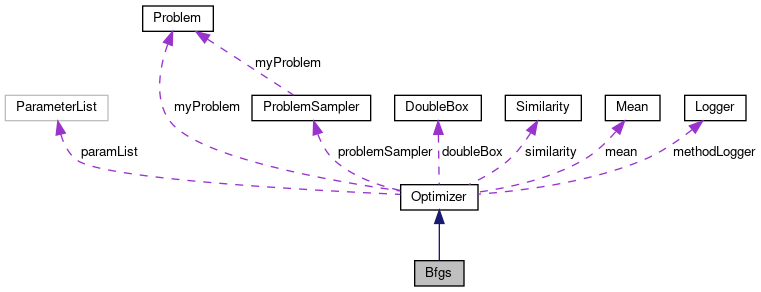 Problem
myProblem
ParameterList
ProblemSampler
DoubleBox
Similarity
Mean
Logger
myProblem
paramList
problemSampler
doubleBox
similarity
mean
methodLogger
Optimizer
Bfgs